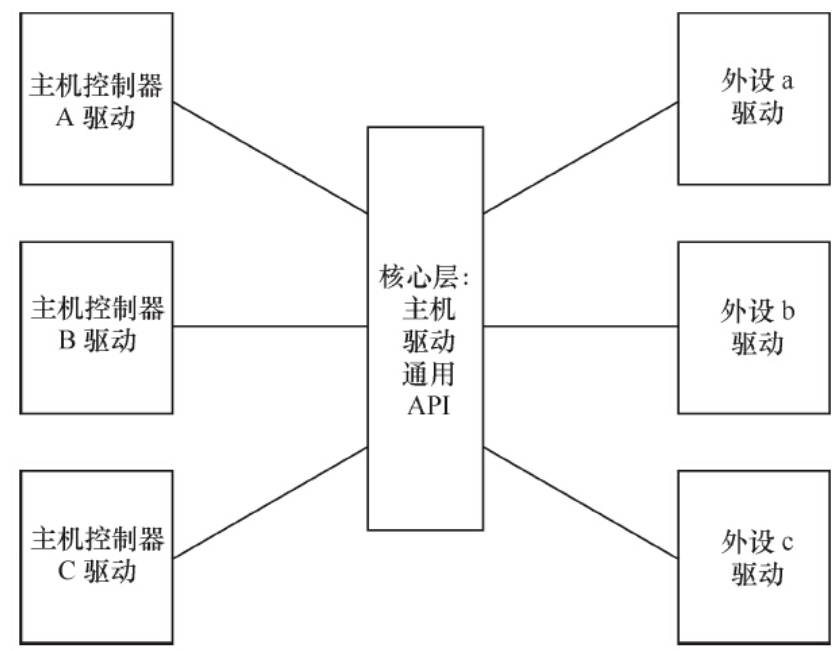 主机控制器
A 驱动
主机控制器
B 驱动
主机控制器
C 驱动
核心层:
主机
驱动
通用
API
外设 a
驱动
外设 b
驱动
外设 c
驱动